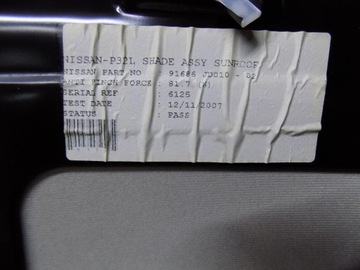 NISSAN-P32L SHADE ASSY SUNROOF
NISSAN PART NO : 91686 JD010 - 02
ANTI PINCH FORCE : 81.7 (N)
SERIAL REF : 6125
TEST DATE : 12/11/2007
STATUS : PASS